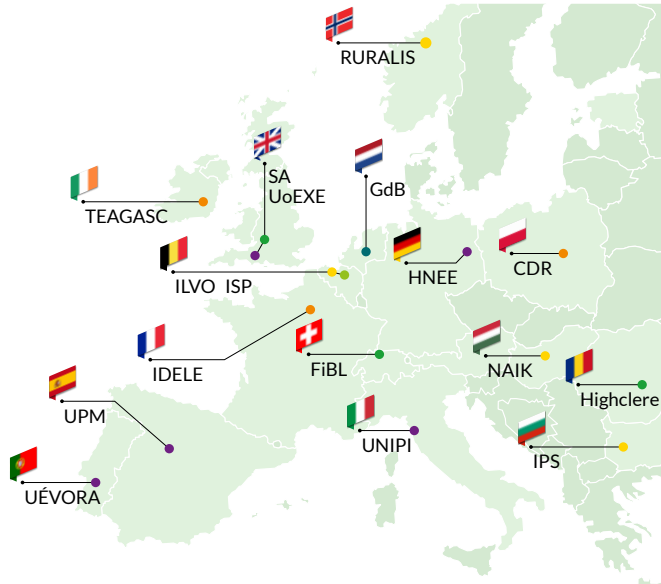 RURALIS
SA
UoEXE
GdB
TEAGASC
ILVO ISP
HNEE
CDR
IDELE
FiBL
NAIK
Highclere
UPM
UNIPI
IPS
UÉVORA